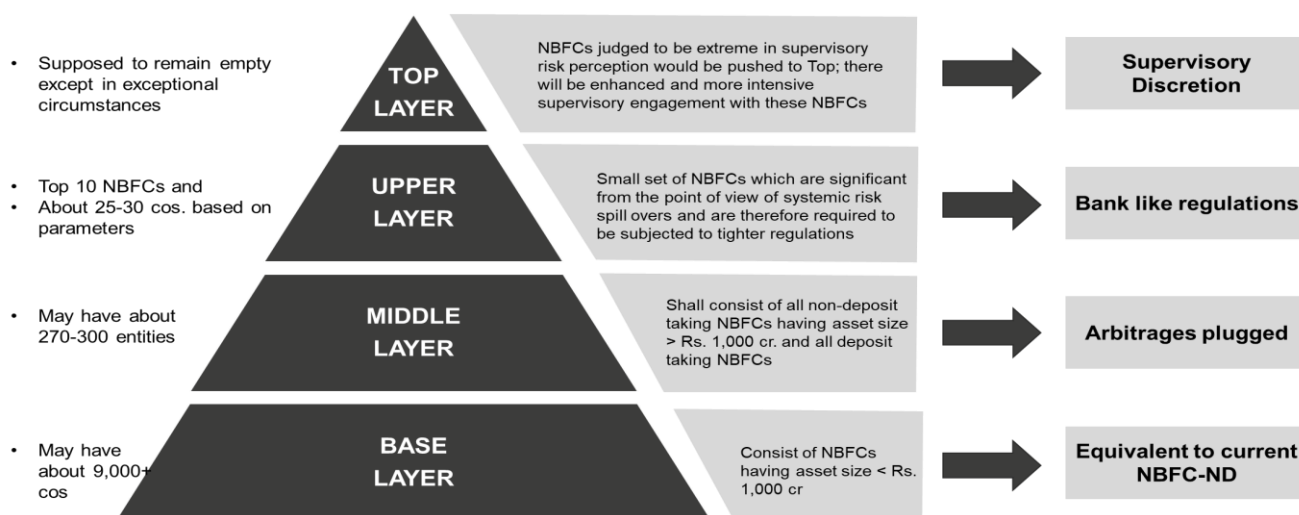 • Supposed to remain empty
except in exceptional
circumstances
TOP
LAYER
NBFCs judged to be extreme in supervisory
risk perception would be pushed to Top; there
will be enhanced and more intensive
supervisory engagement with these NBFCs
Supervisory
Discretion
• Top 10 NBFCs and
• About 25-30 cos. based on
parameters
UPPER
LAYER
Small set of NBFCs which are significant
from the point of view of systemic risk
spill overs and are therefore required to
be subjected to tighter regulations
Bank like regulations
• May have about
270-300 entities
MIDDLE
LAYER
Shall consist of all non-deposit
taking NBFCs having asset size
> Rs. 1,000 cr. and all deposit
taking NBFCs
Arbitrages plugged
• May have
about 9,000+
cos
BASE
LAYER
Consist of NBFCs
having asset size < Rs.
1,000 cr
Equivalent to current
NBFC-ND